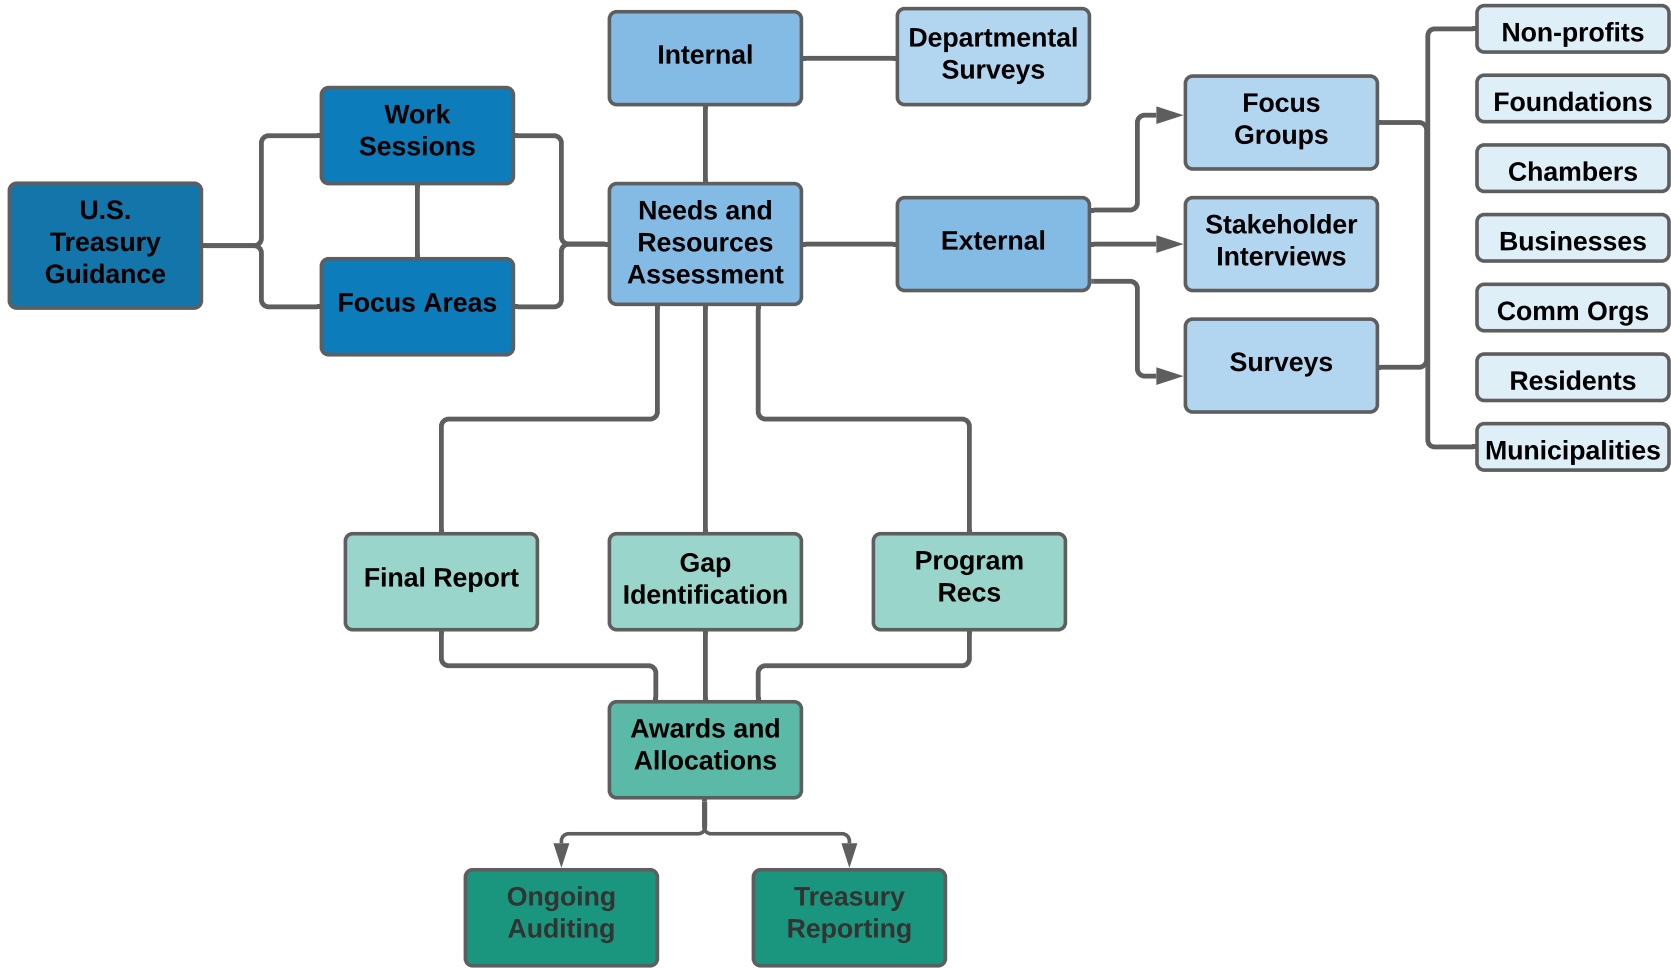 U.S.
Treasury
Guidance
Work
Sessions
Focus Areas
Internal
Departmental
Surveys
Needs and
Resources
Assessment
External
Focus
Groups
Stakeholder
Interviews
Surveys
Non-profits
Foundations
Chambers
Businesses
Comm Orgs
Residents
Municipalities
Final Report
Gap
Identification
Program
Recs
Awards and
Allocations
Ongoing
Auditing
Treasury
Reporting